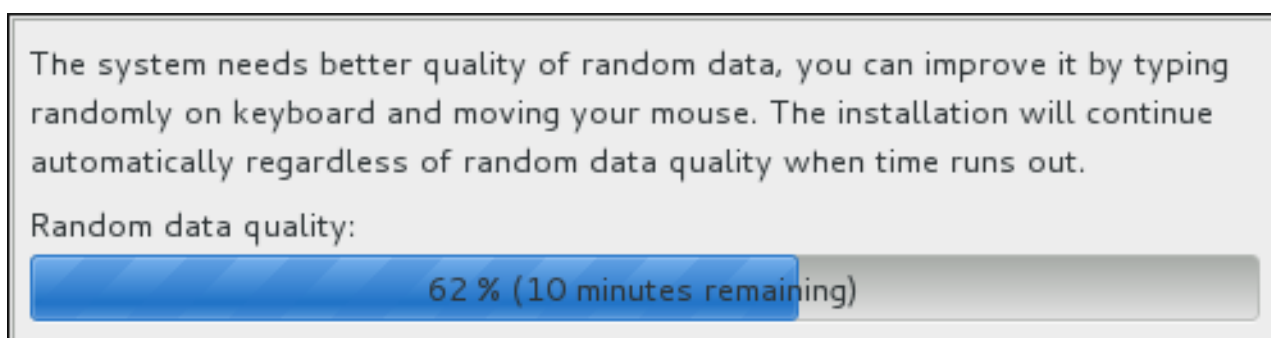 The system needs better quality of random data, you can improve it by typing
randomly on keyboard and moving your mouse. The installation will continue
automatically regardless of random data quality when time runs out.
Random data quality:
62 % (10 minutes remaining)